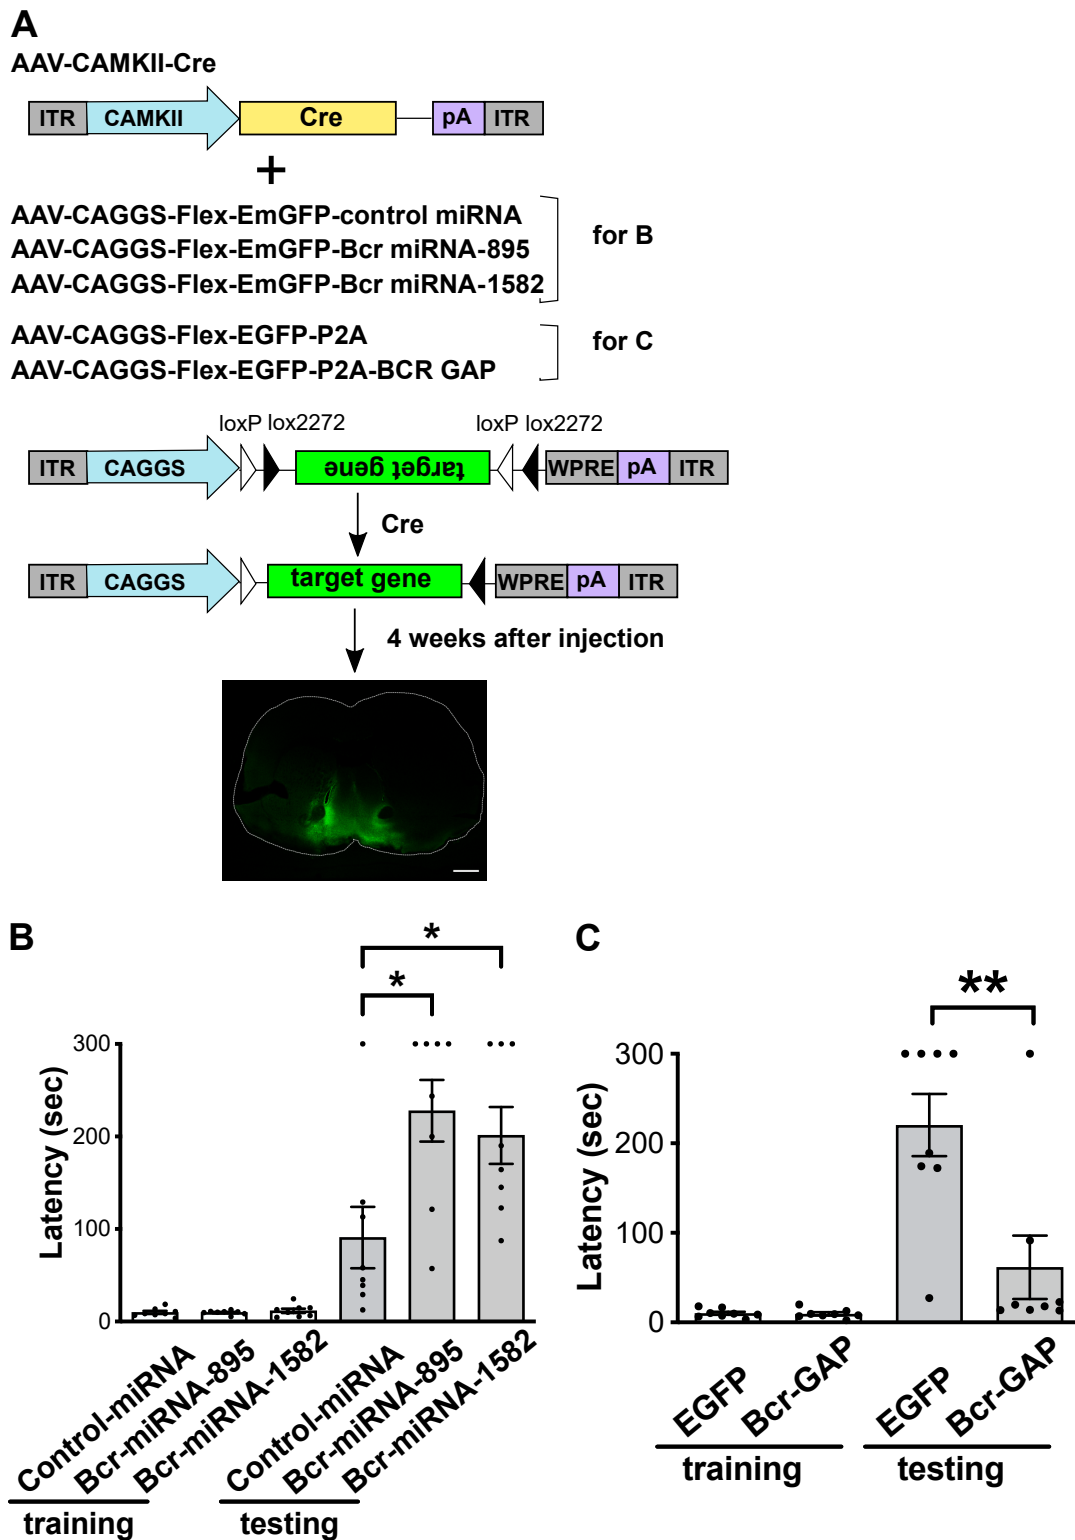 A
AAV-CAMKII-Cre
ITR CAMKII Cre pA ITR
+
AAV-CAGGS-Flex-EmGFP-control miRNA
AAV-CAGGS-Flex-EmGFP-Bcr miRNA-895
AAV-CAGGS-Flex-EmGFP-Bcr miRNA-1582
for B
AAV-CAGGS-Flex-EGFP-P2A
AAV-CAGGS-Flex-EGFP-P2A-BCR GAP
for C
loxP lox2272 loxP lox2272
ITR CAGGS target gene WPRE pA ITR
Cre
ITR CAGGS target gene WPRE pA ITR
4 weeks after injection
B
* 
*
Latency (sec)
300
200
100
0
Control-miRNA
Bcr-miRNA-895
Bcr-miRNA-1582
Control-miRNA
Bcr-miRNA-895
Bcr-miRNA-1582
training
testing
C
**
Latency (sec)
300
200
100
0
EGFP
Bcr-GAP
EGFP
Bcr-GAP
training
testing